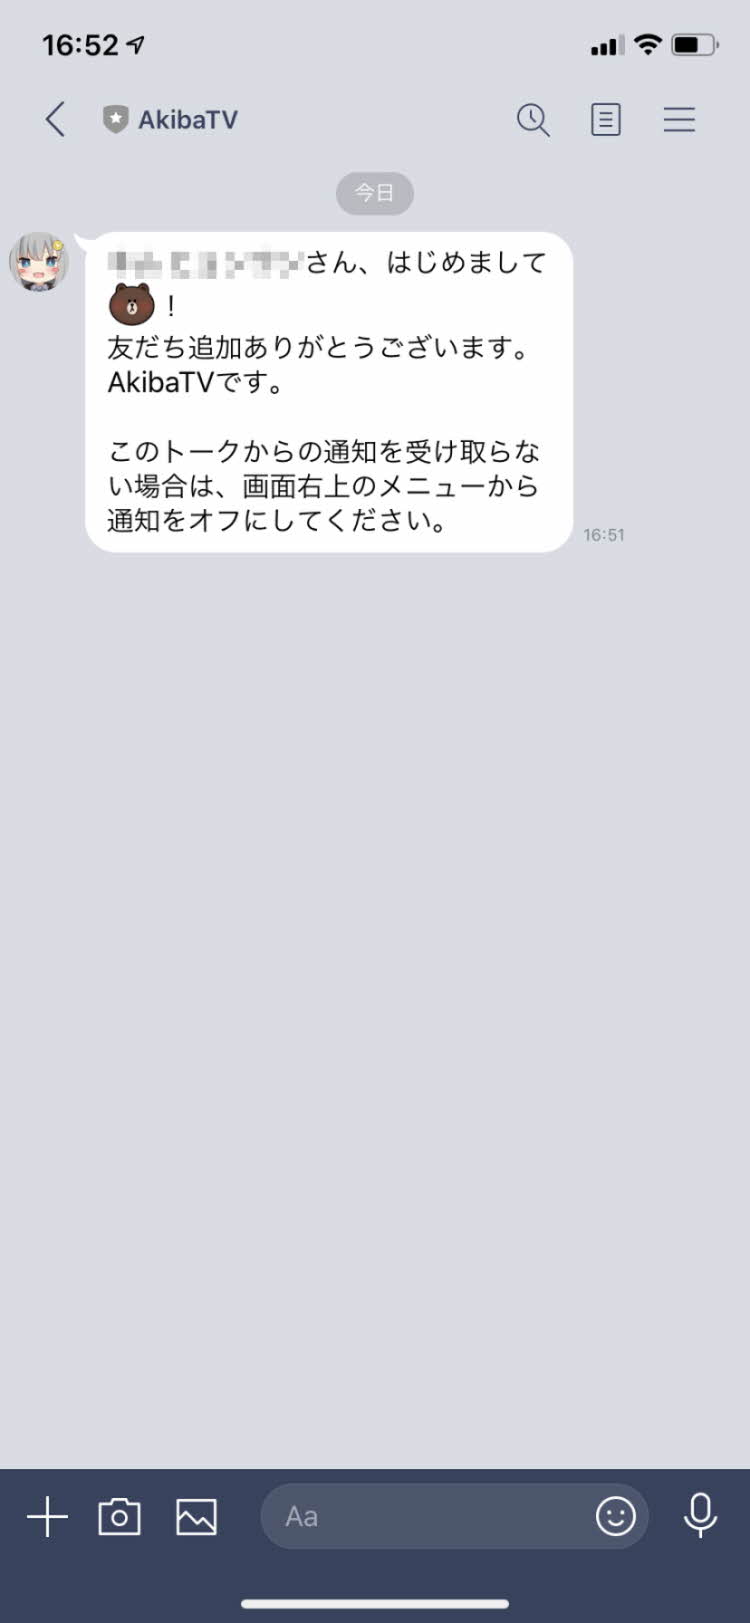 16:52
AkibaTV
今日
さん、はじめまして
！
友だち追加ありがとうございます。
AkibaTVです。
このトークからの通知を受け取らな
い場合は、画面右上のメニューから
通知をオフにしてください。
16:51
Aa